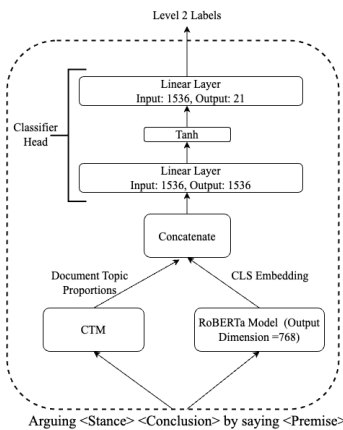 Level 2 Labels
Linear Layer
Input: 1536, Output: 21
Classifier
Head
Tanh
Linear Layer
Input: 1536, Output: 1536
Concatenate
Document Topic
Proportions
CLS Embedding
CTM
RoBERTa Model (Output
Dimension =768)
Arguing <Stance> <Conclusion> by saying <Premise>